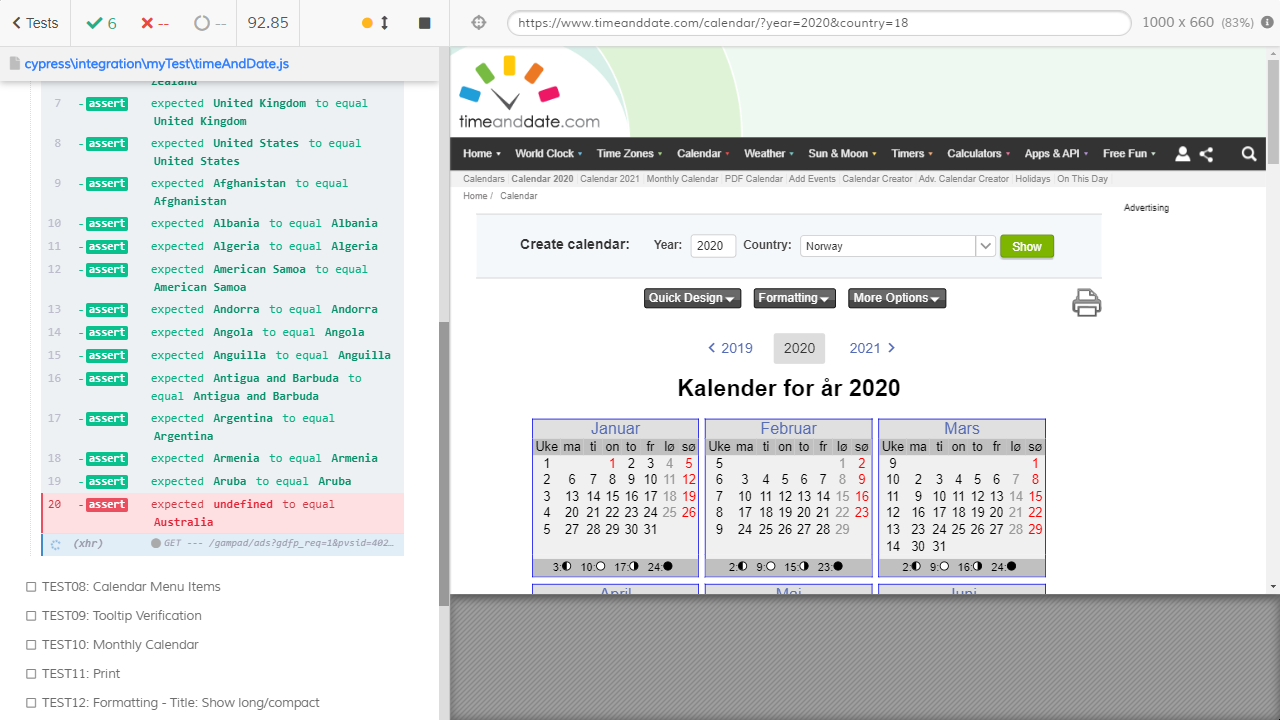 Tests
6
--
--
92.85
https://www.timeanddate.com/calendar/?year=2020&country=18
1000 x 660 (83%)
cypress\integration\myTest\timeAndDate.js
Zealand
7 - assert expected United Kingdom to equal
United Kingdom
8 - assert expected United States to equal
United States
9 - assert expected Afghanistan to equal
Afghanistan
10 - assert expected Albania to equal Albania
11 - assert expected Algeria to equal Algeria
12 - assert expected American Samoa to equal
American Samoa
13 - assert expected Andorra to equal Andorra
14 - assert expected Angola to equal Angola
15 - assert expected Anguilla to equal Anguilla
16 - assert expected Antigua and Barbuda to
equal Antigua and Barbuda
17 - assert expected Argentina to equal
Argentina
18 - assert expected Armenia to equal Armenia
19 - assert expected Aruba to equal Aruba
20 - assert expected undefined to equal
Australia
(xhr) GET --- /gampad/ads?gdfp_req=1&pvsid=402…
TEST08: Calendar Menu Items
TEST09: Tooltip Verification
TEST10: Monthly Calendar
TEST11: Print
TEST12: Formatting - Title: Show long/compact
timeanddate.com
Home World Clock Time Zones Calendar Weather Sun & Moon Timers Calculators Apps & API Free Fun
Calendars Calendar 2020 Calendar 2021 Monthly Calendar PDF Calendar Add Events Calendar Creator Adv. Calendar Creator Holidays On This Day
Home / Calendar
Advertising
Create calendar: Year: 2020 Country: Norway Show
Quick Design Formatting More Options
2019 2020 2021
Kalender for år 2020
Januar
Uke ma ti on to fr lø sø
1 1 2 3 4 5
2 6 7 8 9 10 11 12
3 13 14 15 16 17 18 19
4 20 21 22 23 24 25 26
5 27 28 29 30 31
3: 10: 17: 24:
Februar
Uke ma ti on to fr lø sø
5 1 2
6 3 4 5 6 7 8 9
7 10 11 12 13 14 15 16
8 17 18 19 20 21 22 23
9 24 25 26 27 28 29
2: 9: 15: 23:
Mars
Uke ma ti on to fr lø sø
9 1
10 2 3 4 5 6 7 8
11 9 10 11 12 13 14 15
12 16 17 18 19 20 21 22
13 23 24 25 26 27 28 29
14 30 31
2: 9: 16: 24:
April Mai Juni